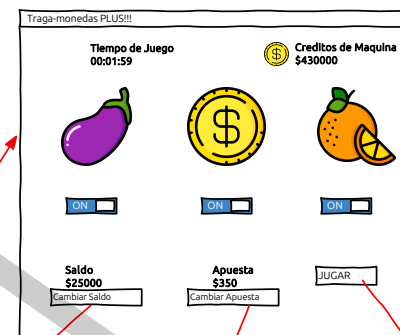 Traga-monedas PLUS!!!
Tiempo de Juego
00:01:59
Creditos de Maquina
$430000
$
$
ON
ON
ON
Saldo
$25000
Cambiar Saldo
Apuesta
$350
Cambiar Apuesta
JUGAR